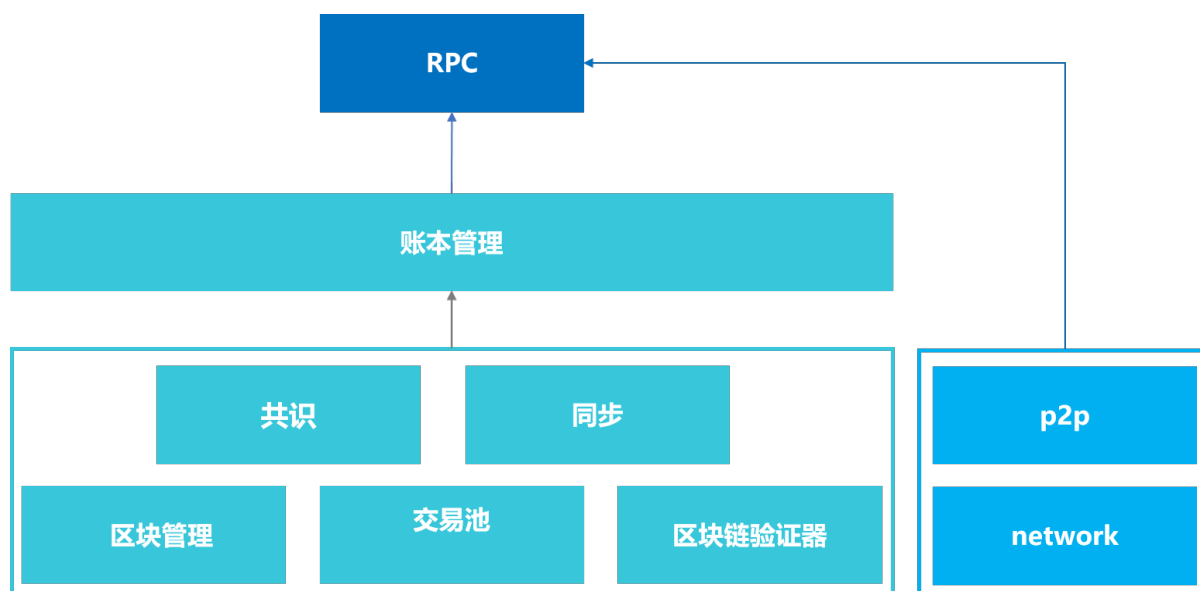 RPC
账本管理
共识
同步
p2p
区块管理
交易池
区块链验证器
network